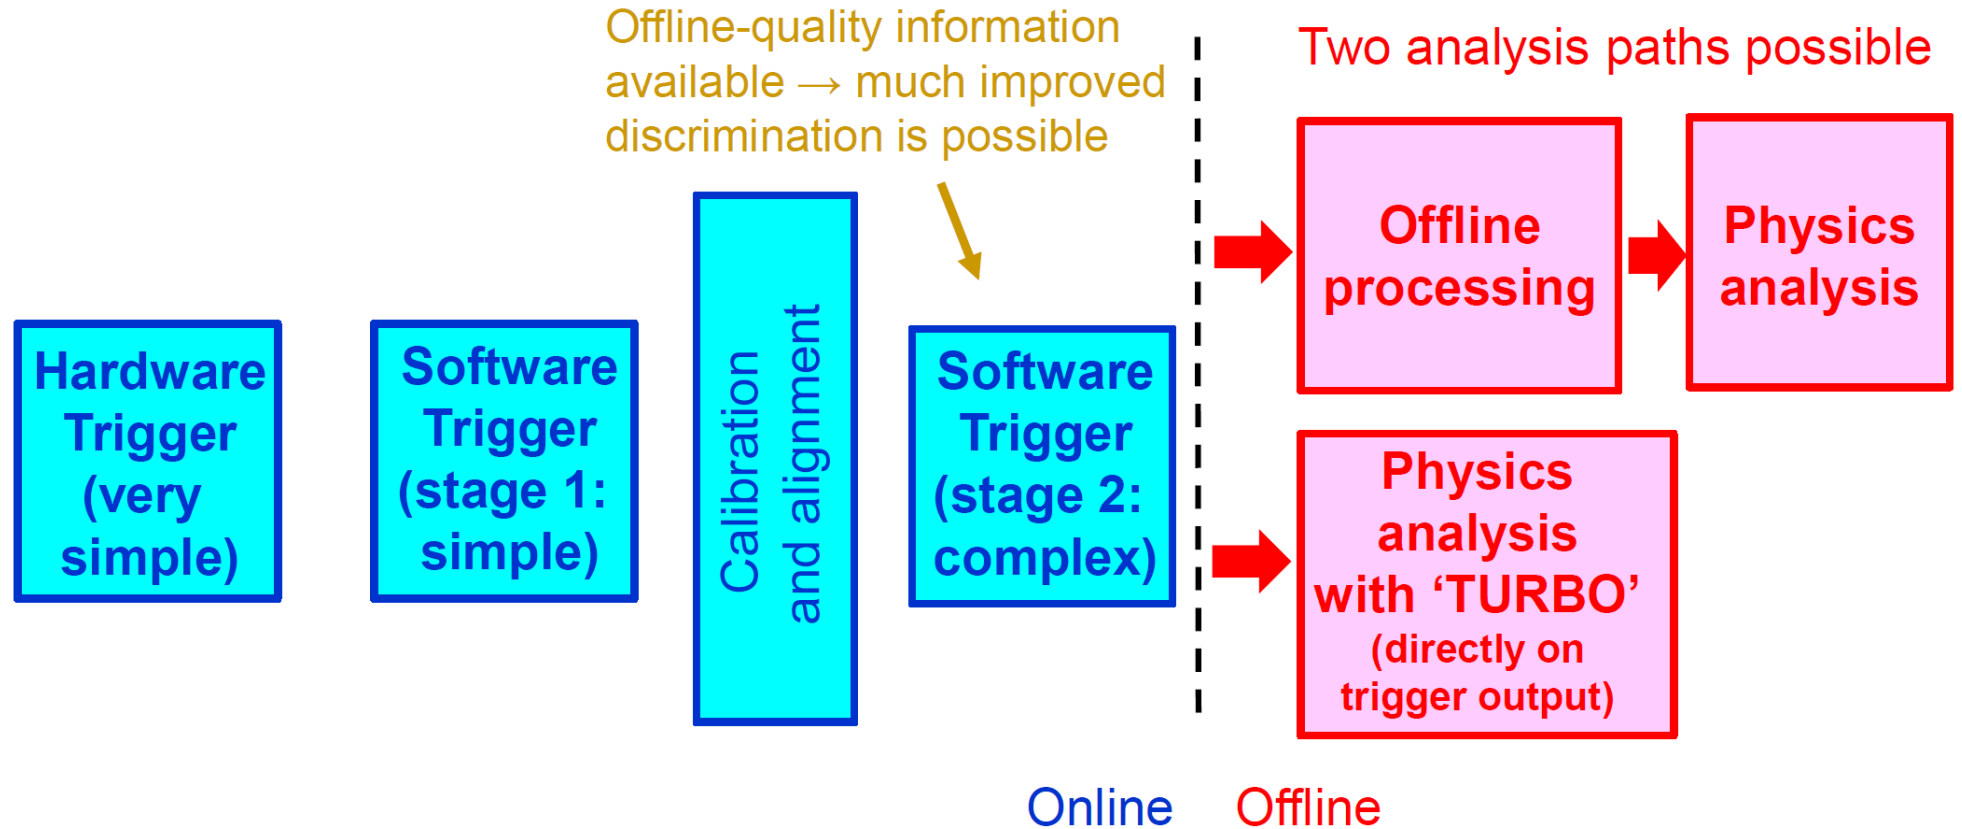 Offline-quality information
available → much improved
discrimination is possible
Two analysis paths possible
Hardware
Trigger
(very
simple)
Software
Trigger
(stage 1:
simple)
Calibration
and alignment
Software
Trigger
(stage 2:
complex)
Offline
processing
Physics
analysis
Physics
analysis
with ‘TURBO’
(directly on
trigger output)
Online
Offline